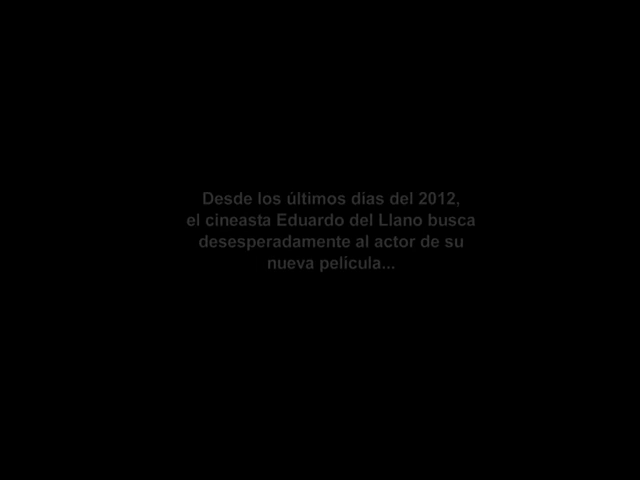 Desde los últimos días del 2012,
el cineasta Eduardo del Llano busca
desesperadamente al actor de su
nueva película...